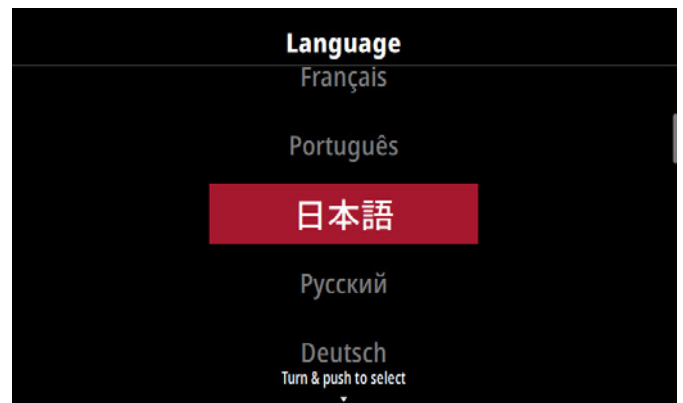 Language
Français
Português
日本語
Русский
Deutsch
Turn & push to select